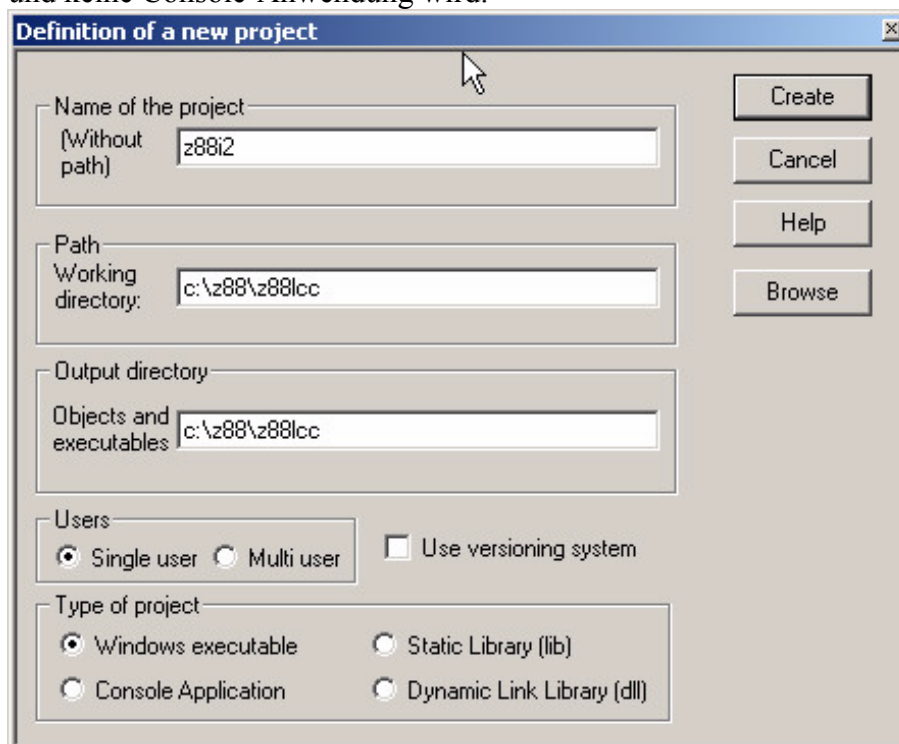 und keine Console-Anwendung wird.
Definition of a new project
Name of the project
(Without path)
z88i2
Create
Cancel
Help
Browse
Path
Working directory:
c:\z88\z88lcc
Output directory
Objects and executables
c:\z88\z88lcc
Users
Single user
Multi user
Use versioning system
Type of project
Windows executable
Static Library (lib)
Console Application
Dynamic Link Library (dll)